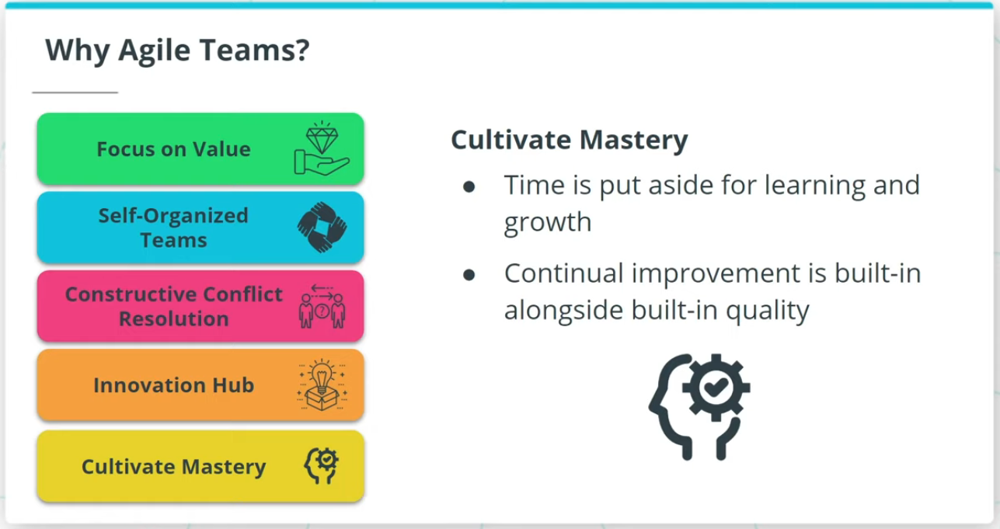 Why Agile Teams?
Focus on Value
Self-Organized
Teams
Constructive Conflict
Resolution
?
Innovation Hub
Cultivate Mastery
Cultivate Mastery
● Time is put aside for learning and
growth
● Continual improvement is built-in
alongside built-in quality